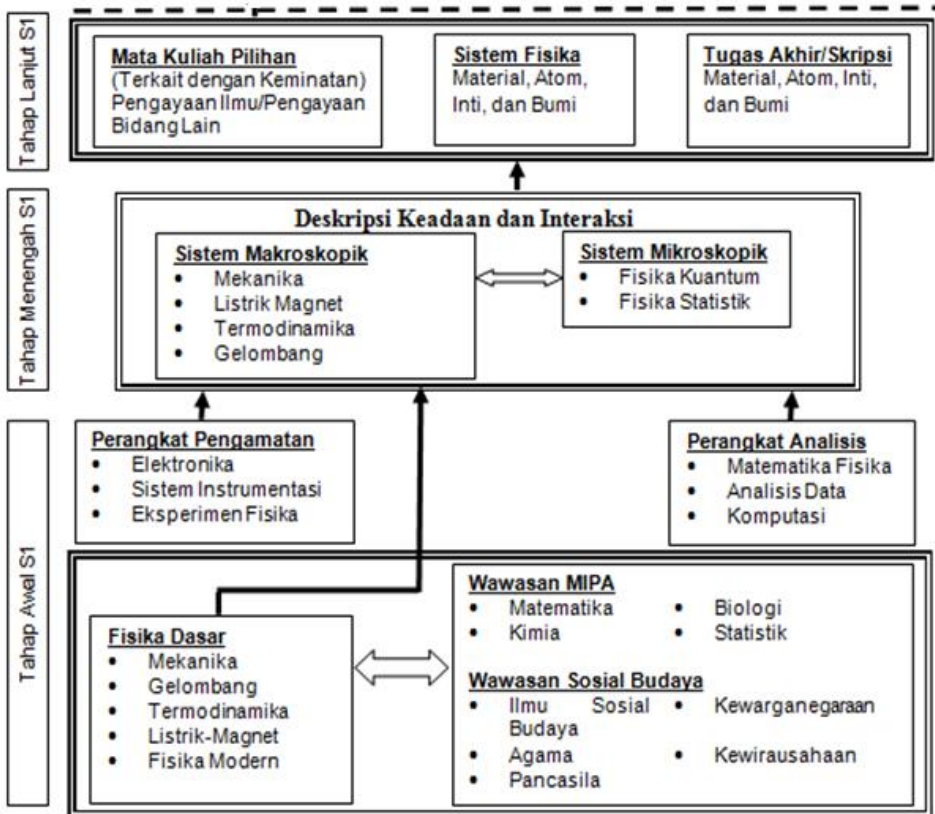 Tahap Lanjut S1
Mata Kuliah Pilihan
(Terkait dengan Keminatan)
Pengayaan Ilmu/Pengayaan
Bidang Lain
Sistem Fisika
Material, Atom,
Inti, dan Bumi
Tugas Akhir/Skripsi
Material, Atom, Inti,
dan Bumi
Tahap Menengah S1
Deskripsi Keadaan dan Interaksi
Sistem Makroskopik
• Mekanika
• Listrik Magnet
• Termodinamika
• Gelombang
Sistem Mikroskopik
• Fisika Kuantum
• Fisika Statistik
Tahap Awal S1
Perangkat Pengamatan
• Elektronika
• Sistem Instrumentasi
• Eksperimen Fisika
Perangkat Analisis
• Matematika Fisika
• Analisis Data
• Komputasi
Fisika Dasar
• Mekanika
• Gelombang
• Termodinamika
• Listrik-Magnet
• Fisika Modern
Wawasan MIPA
• Matematika • Biologi
• Kimia • Statistik
Wawasan Sosial Budaya
• Ilmu Sosial • Kewarganegaraan
Budaya
• Agama • Kewirausahaan
• Pancasila